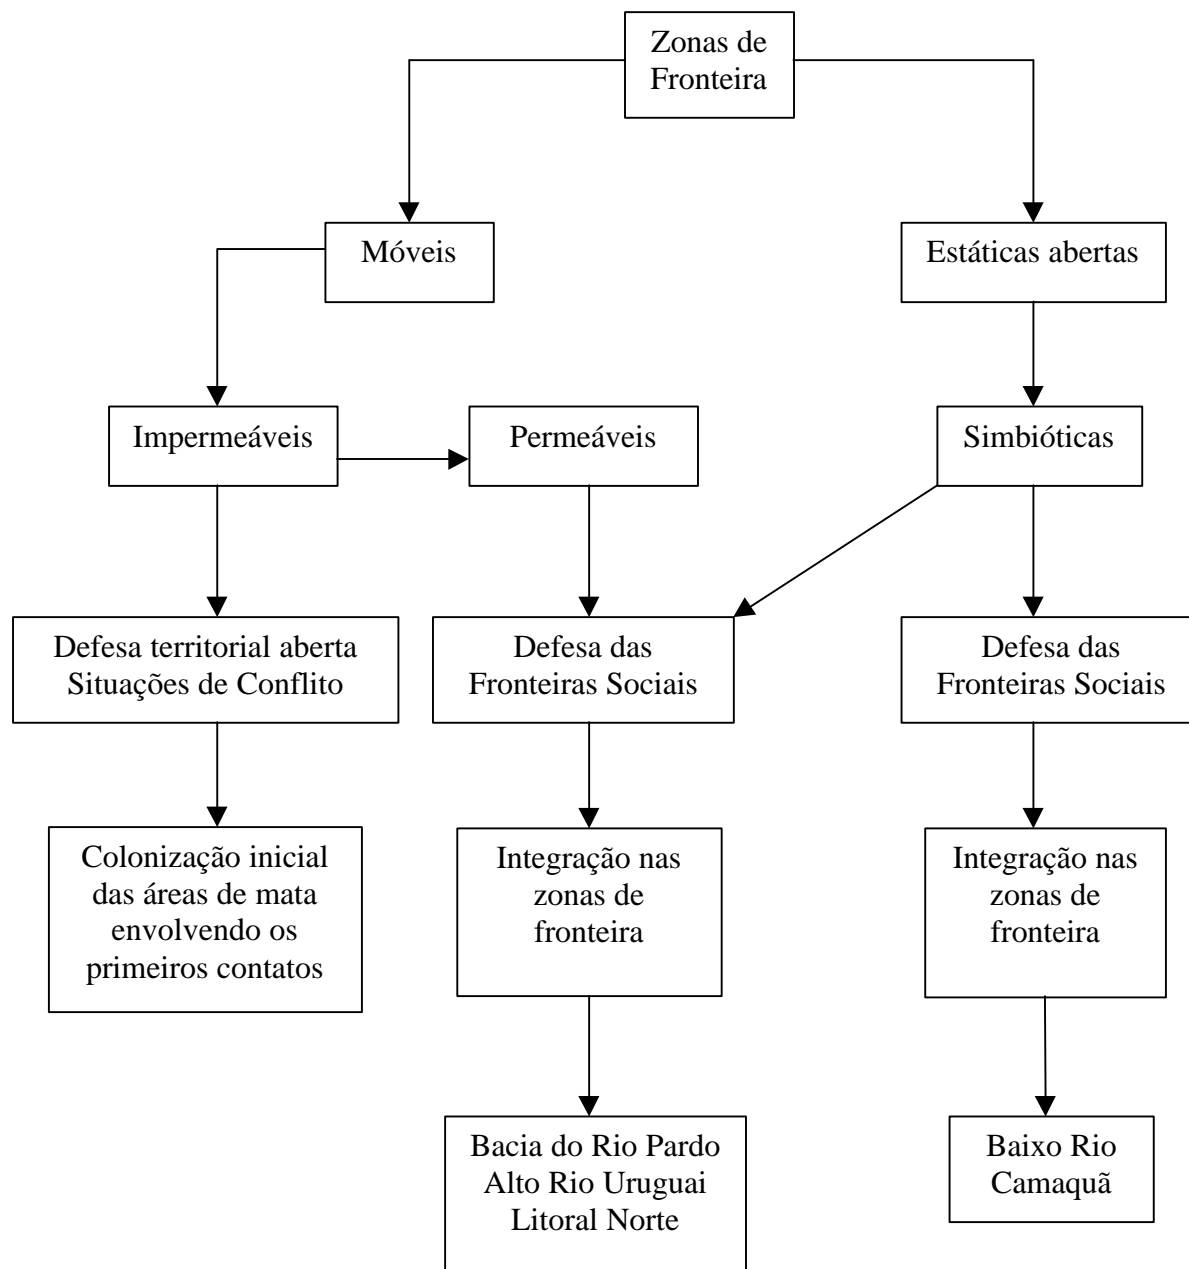 Zonas de
Fronteira
Móveis
Estáticas abertas
Impermeáveis
Permeáveis
Simbióticas
Defesa territorial aberta
Situações de Conflito
Defesa das
Fronteiras Sociais
Defesa das
Fronteiras Sociais
Colonização inicial
das áreas de mata
envolvendo os
primeiros contatos
Integração nas
zonas de
fronteira
Integração nas
zonas de
fronteira
Bacia do Rio Pardo
Alto Rio Uruguai
Litoral Norte
Baixo Rio
Camaquã